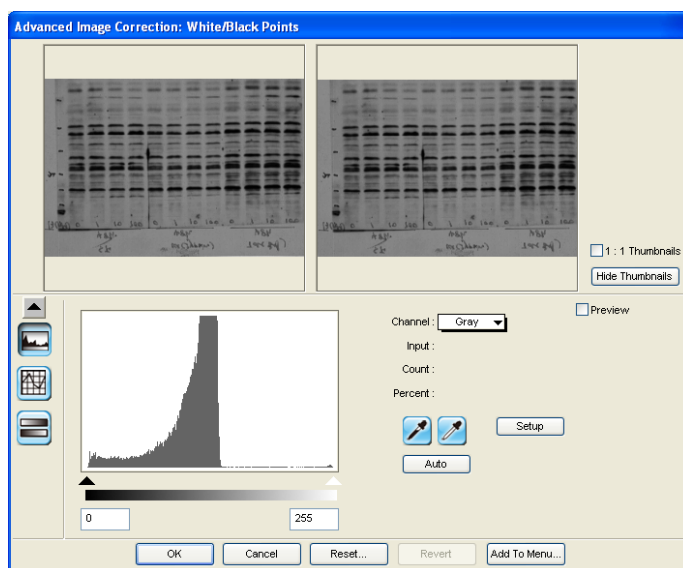 Advanced Image Correction: White/Black Points
1 : 1 Thumbnails
Hide Thumbnails
Preview
Channel : Gray
Input :
Count :
Percent :
Setup
Auto
0 255
OK Cancel Reset... Revert Add To Menu...